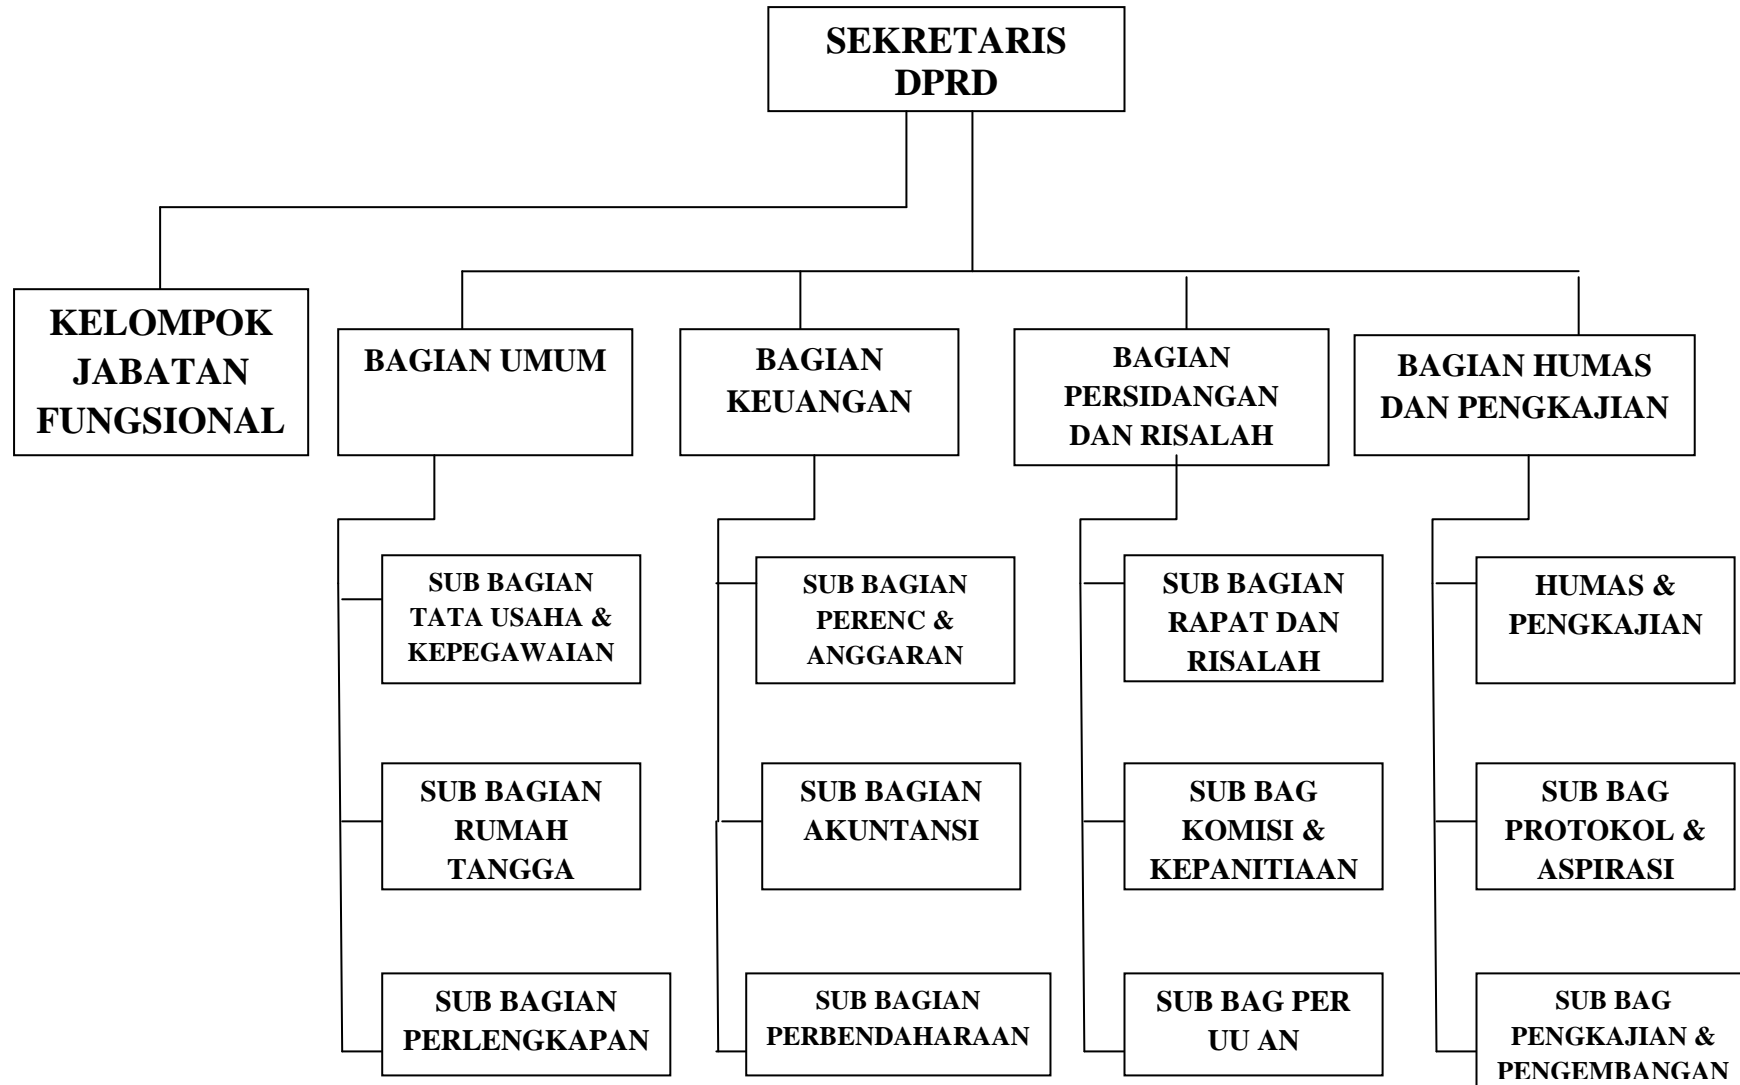 SEKRETARIS
DPRD
KELOMPOK
JABATAN
FUNGSIONAL
BAGIAN UMUM
BAGIAN
KEUANGAN
BAGIAN
PERSIDANGAN
DAN RISALAH
BAGIAN HUMAS
DAN PENGKAJIAN
SUB BAGIAN
TATA USAHA &
KEPEGAWAIAN
SUB BAGIAN
PERENC &
ANGGARAN
SUB BAGIAN
RAPAT DAN
RISALAH
HUMAS &
PENGKAJIAN
SUB BAGIAN
RUMAH
TANGGA
SUB BAGIAN
AKUNTANSI
SUB BAG
KOMISI &
KEPANITIAAN
SUB BAG
PROTOKOL &
ASPIRASI
SUB BAGIAN
PERLENGKAPAN
SUB BAGIAN
PERBENDAHARAAN
SUB BAG PER
UU AN
SUB BAG
PENGKAJIAN &
PENGEMBANGAN